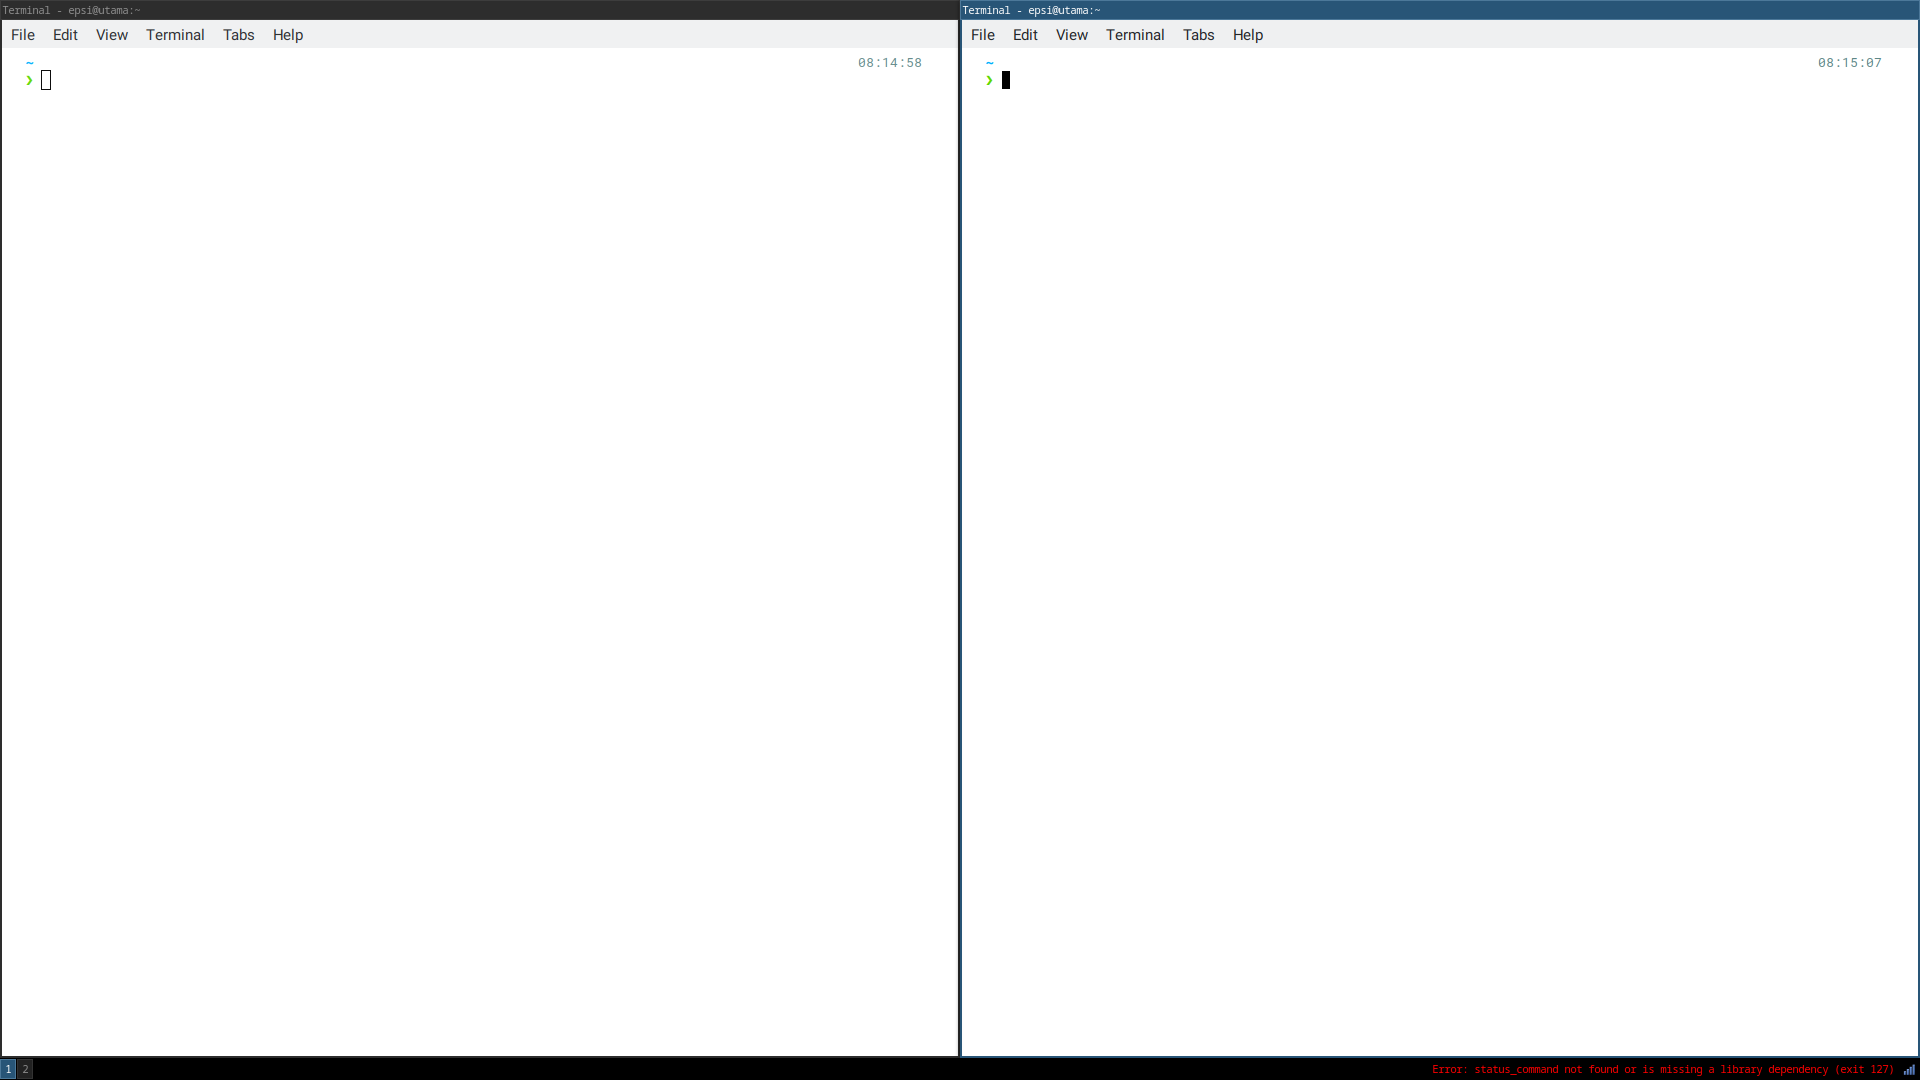 Terminal - epsi@utama:~
File Edit View Terminal Tabs Help
~ 08:14:58
❯
Terminal - epsi@utama:~
File Edit View Terminal Tabs Help
~ 08:15:07
❯
1 2
Error: status_command not found or is missing a library dependency (exit 127)